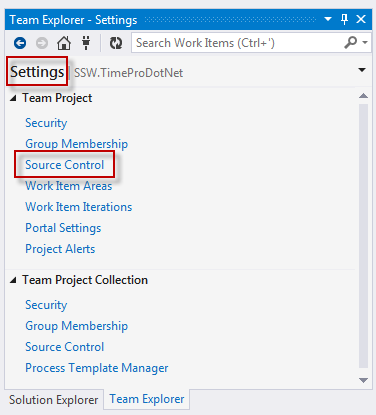 Team Explorer - Settings
Search Work Items (Ctrl+')
Settings | SSW.TimeProDotNet
Team Project
Security
Group Membership
Source Control
Work Item Areas
Work Item Iterations
Portal Settings
Project Alerts
Team Project Collection
Security
Group Membership
Source Control
Process Template Manager
Solution Explorer Team Explorer